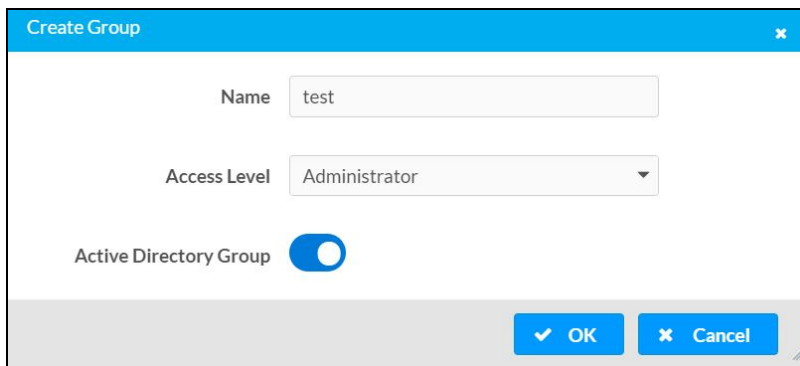 Create Group
Name test
Access Level Administrator
Active Directory Group
OK Cancel